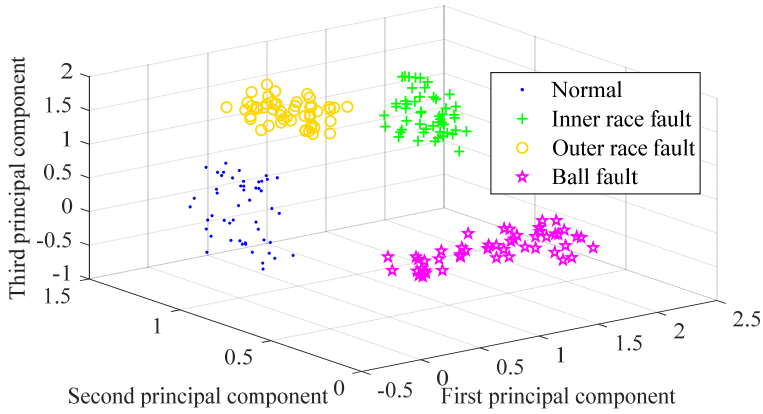 2
1.5
1
0.5
0
-0.5
-1
Third principal component
1.5
1
0.5
0
Second principal component
-0.5
0
0.5
1
1.5
2
2.5
First principal component
Normal
Inner race fault
Outer race fault
Ball fault